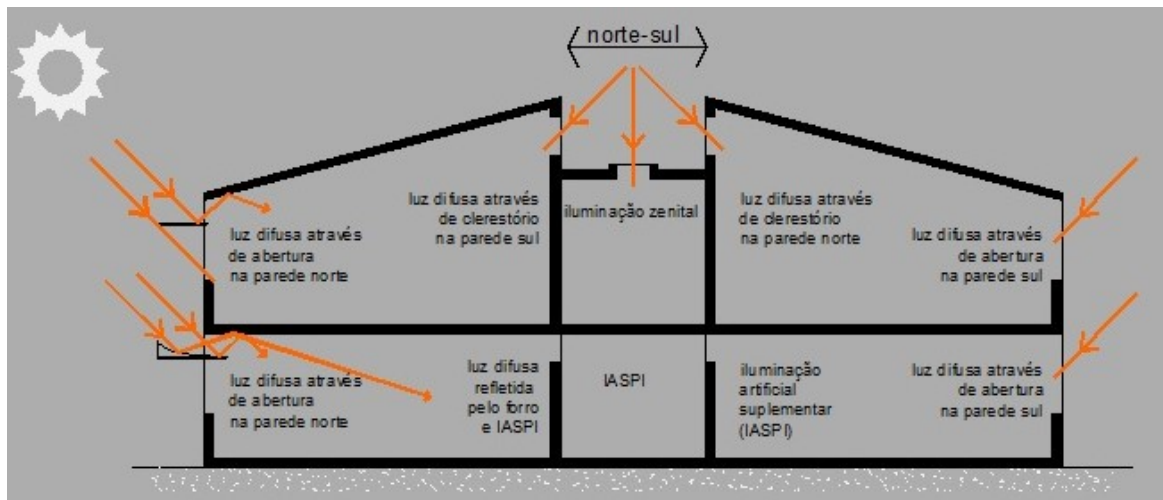 norte-sul
luz difusa através
de abertura
na parede norte
luz difusa através
de clerestório
na parede sul
iluminação zenital
luz difusa através
de clerestório
na parede norte
luz difusa através
de abertura
na parede sul
luz difusa através
de abertura
na parede norte
luz difusa
refletida
pelo forro
e IASPI
IASPI
iluminação
artificial
suplementar
(IASPI)
luz difusa através
de abertura
na parede sul